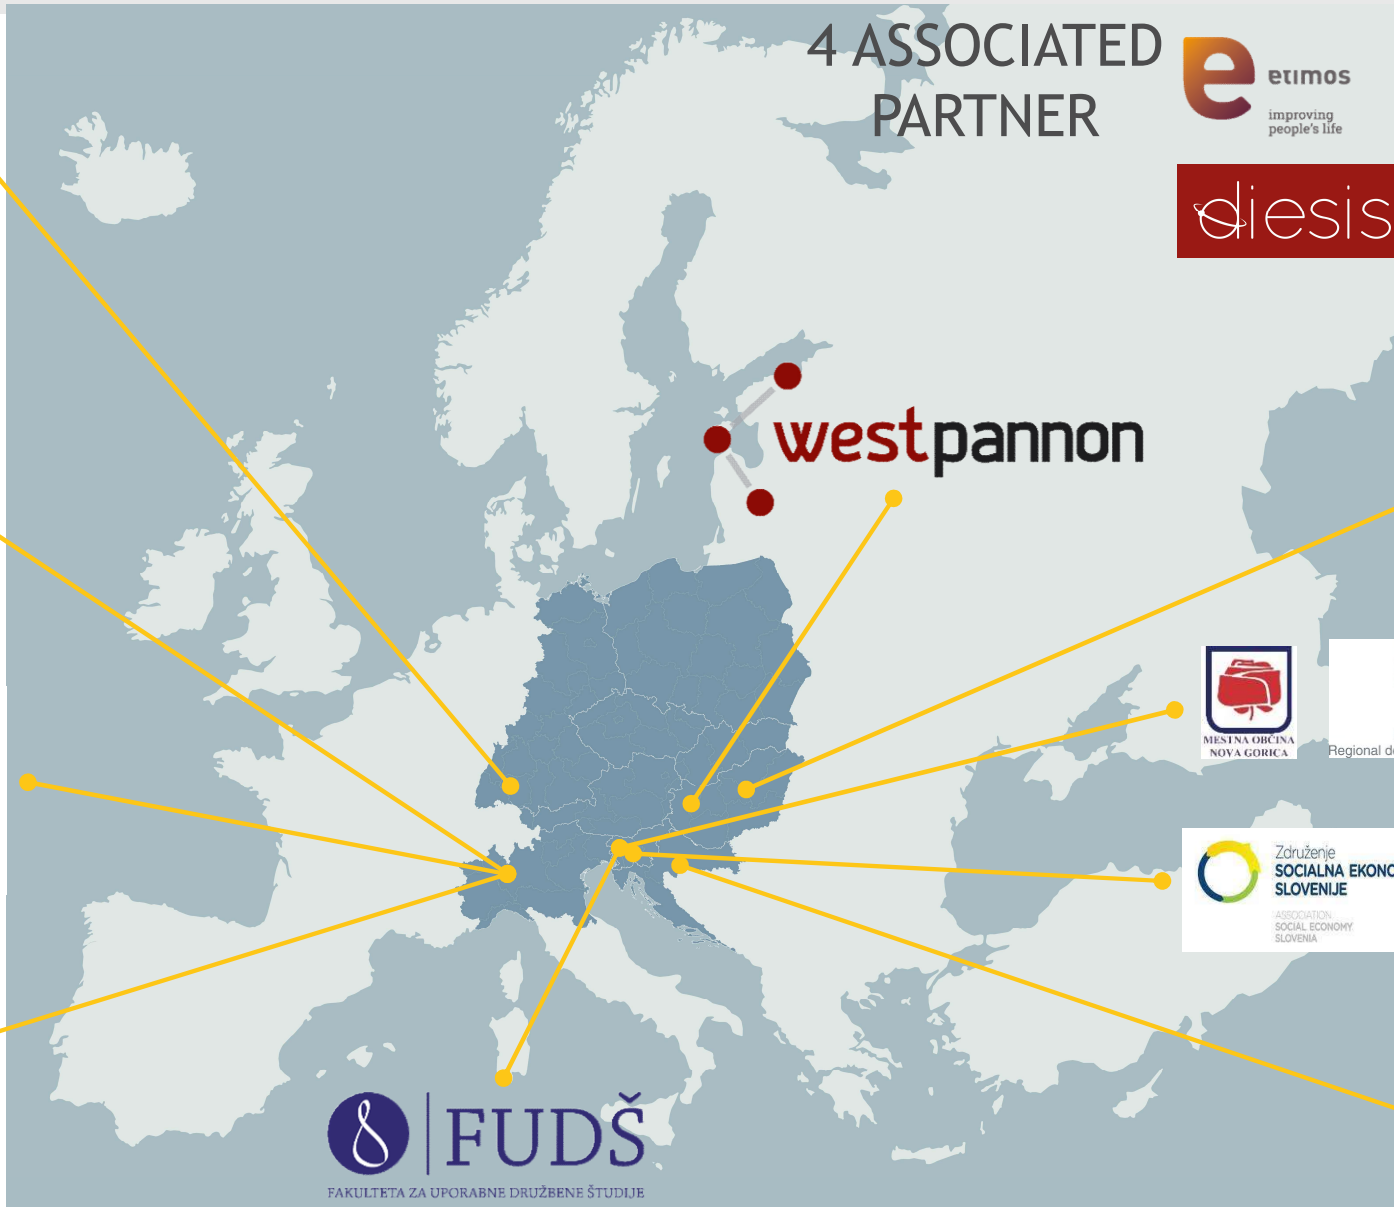 4 ASSOCIATED
PARTNER
etimos
improving
people's life
diesis
westpannon
MESTNA OBČINA
NOVA GORICA
Regional
Združenje
SOCIALNA
SLOVENIJE
ASSOCIATION
SOCIAL ECONOMY
SLOVENIA
FUDŠ
FAKULTETA ZA UPORABNE DRUŽBENE ŠTUDIJE